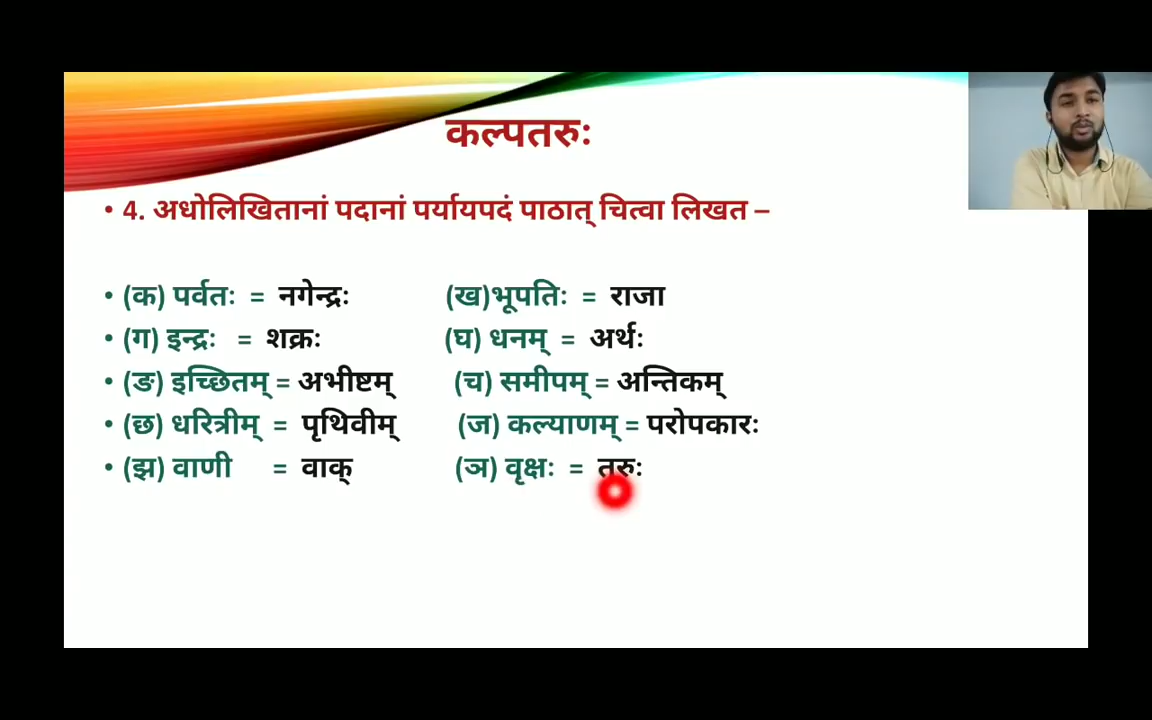 कल्पतरुः
• 4. अधोलिखितानां पदानां पर्यायपदं पाठात् चित्वा लिखत –
• (क) पर्वतः = नगेन्द्रः (ख)भूपतिः = राजा
• (ग) इन्द्रः = शक्रः (घ) धनम् = अर्थः
• (ङ) इच्छितम् = अभीष्टम् (च) समीपम् = अन्तिकम्
• (छ) धरित्रीम् = पृथिवीम् (ज) कल्याणम् = परोपकारः
• (झ) वाणी = वाक् (ञ) वृक्षः = तरुः